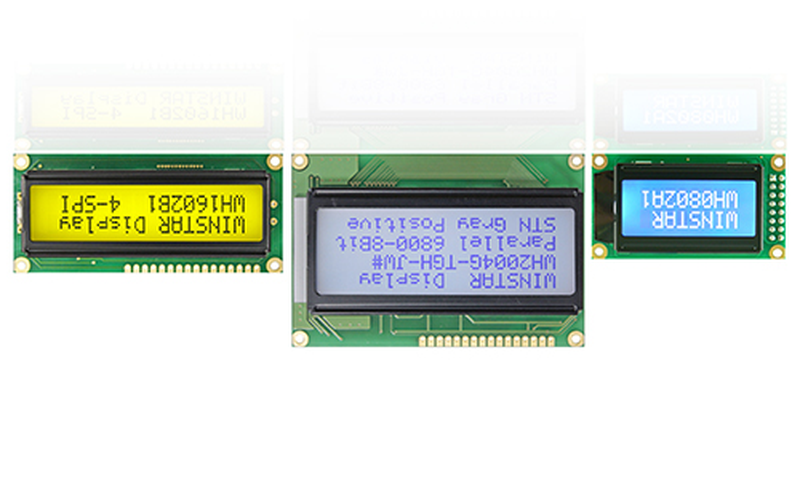 WINSTAR
WH0802A1
WINSTAR Display
WH2004G-TGH-JW#
Parallel 6800-8Bit
STN Gray Positive
WINSTAR Display
WH1602B1 4-SPI